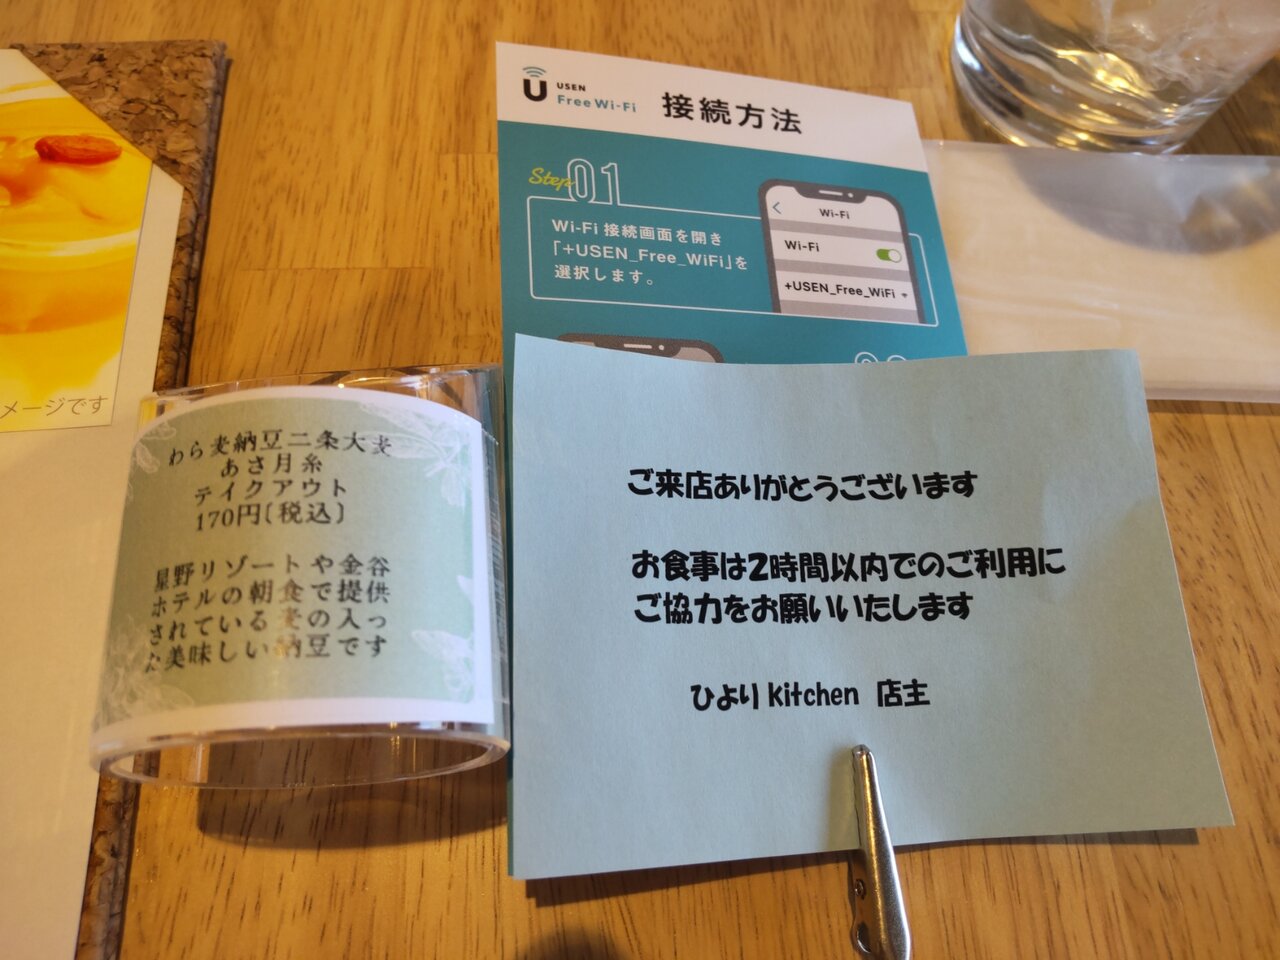 USEN
Free Wi-Fi
接続方法
Step 01
Wi-Fi 接続画面を開き
「+USEN_Free_WiFi」を
選択します。
Wi-Fi
Wi-Fi
+USEN_Free_WiFi
メージです
わら麦納豆二条大麦
あさ月糸
テイクアウト
170円〔税込〕
星野リゾートや金谷
ホテルの朝食で提供
されている麦の入っ
た美味しい納豆です
ご来店ありがとうございます
お食事は2時間以内でのご利用に
ご協力をお願いいたします
ひより Kitchen 店主